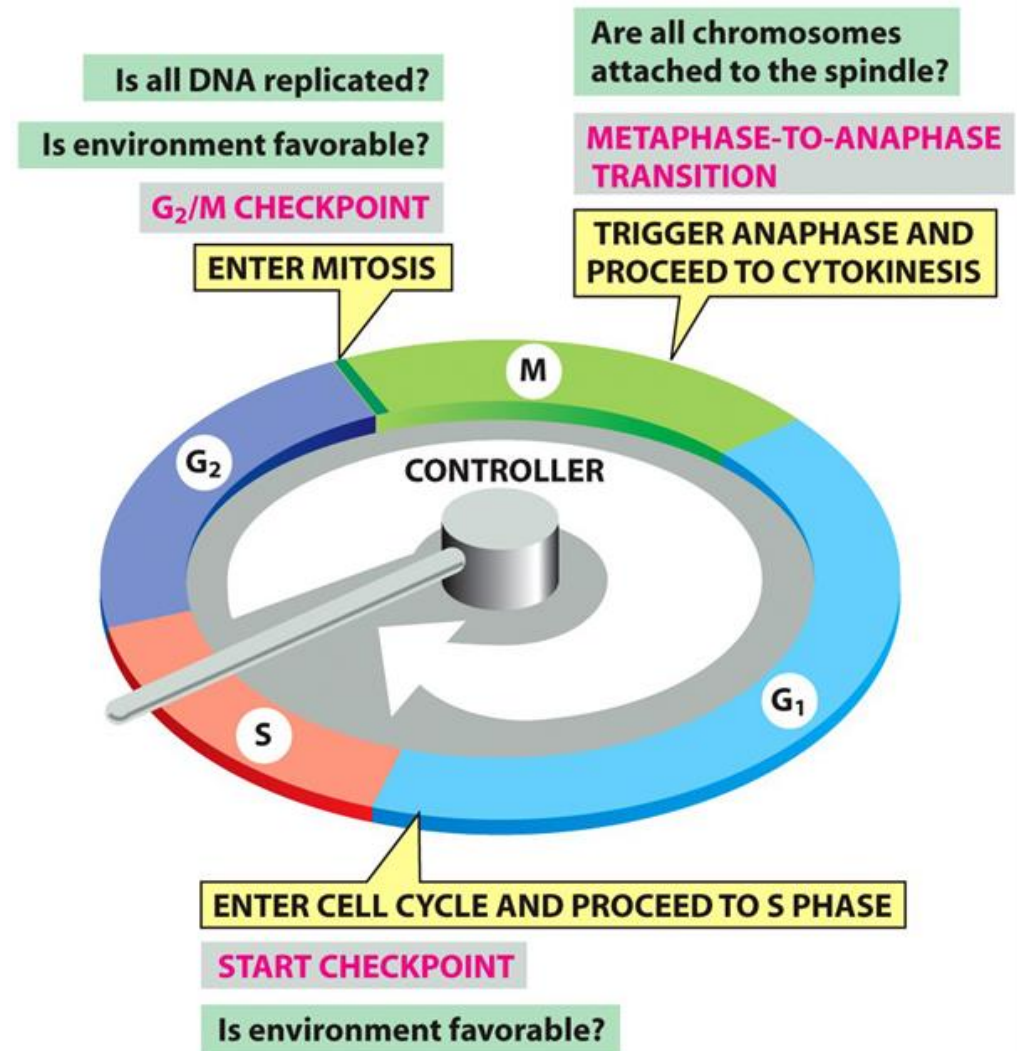 Is all DNA replicated?
Is environment favorable?
G₂/M CHECKPOINT
ENTER MITOSIS
Are all chromosomes
attached to the spindle?
METAPHASE-TO-ANAPHASE
TRANSITION
TRIGGER ANAPHASE AND
PROCEED TO CYTOKINESIS
M
G₂
CONTROLLER
G₁
S
ENTER CELL CYCLE AND PROCEED TO S PHASE
START CHECKPOINT
Is environment favorable?